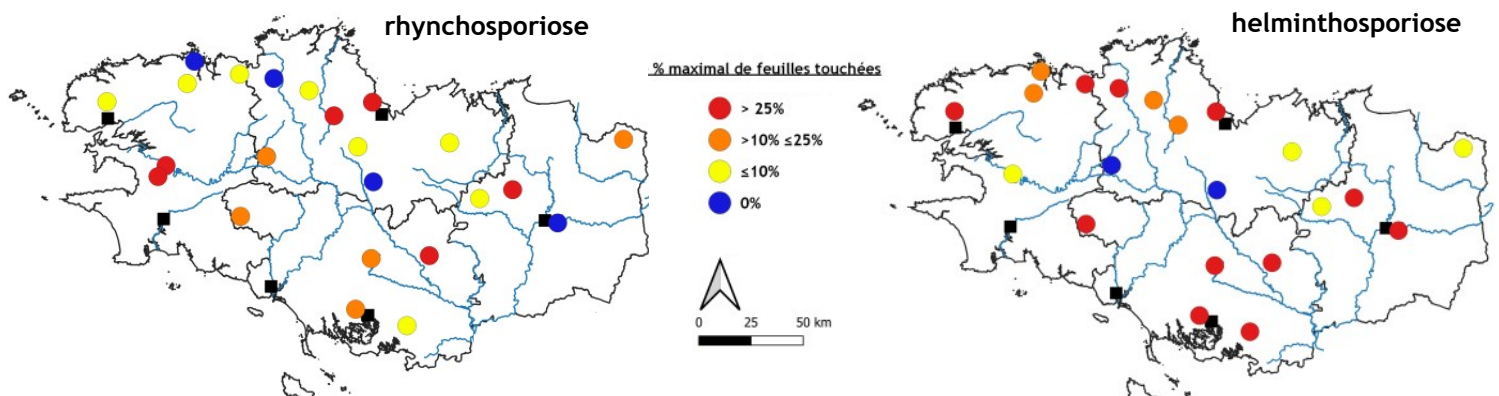 rhynchosporiose
helminthosporiose
% maximal de feuilles touchées
> 25%
>10% ≤25%
≤10%
0%
0 25 50 km